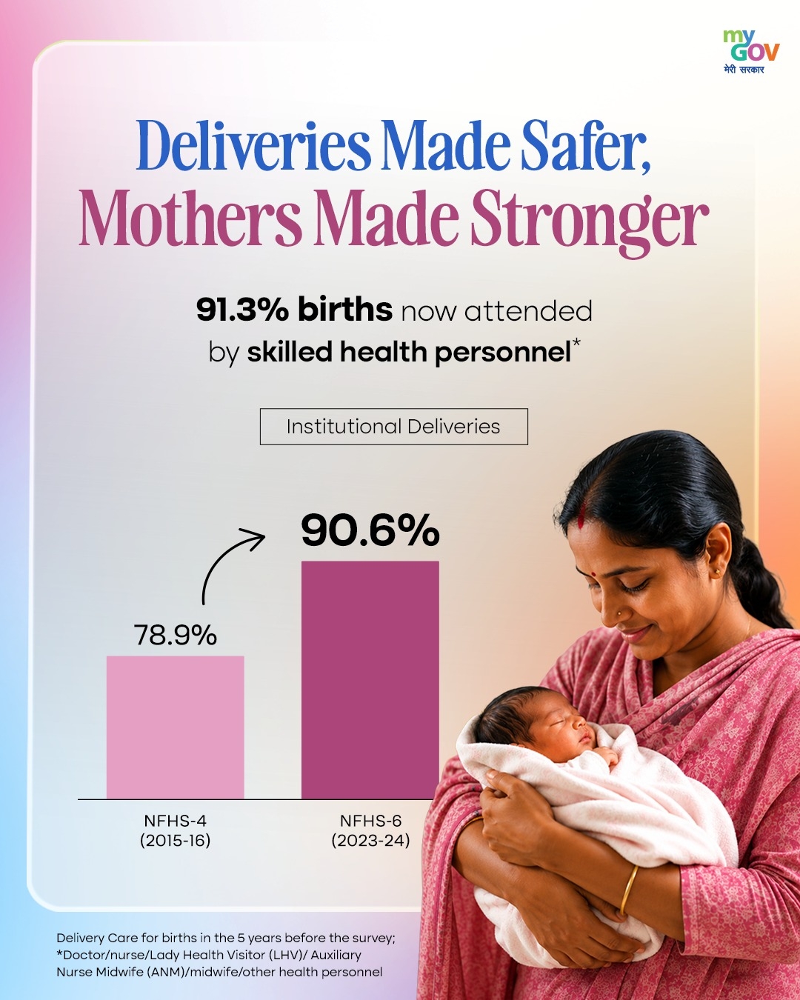 my
GOV
मेरी सरकार
Deliveries Made Safer,
Mothers Made Stronger
91.3% births now attended
by skilled health personnel*
Institutional Deliveries
90.6%
78.9%
NFHS-4
(2015-16)
NFHS-6
(2023-24)
Delivery Care for births in the 5 years before the survey;
*Doctor/nurse/Lady Health Visitor (LHV)/ Auxiliary
Nurse Midwife (ANM)/midwife/other health personnel